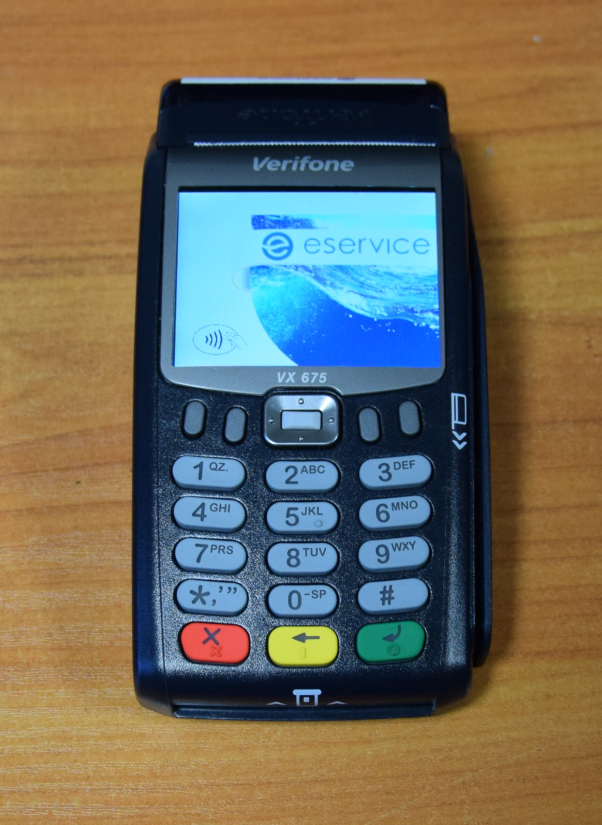 Verifone
eservice
VX 675
1 QZ. 2 ABC 3 DEF
4 GHI 5 JKL 6 MNO
7 PRS 8 TUV 9 WXY
*,'" 0 -SP #